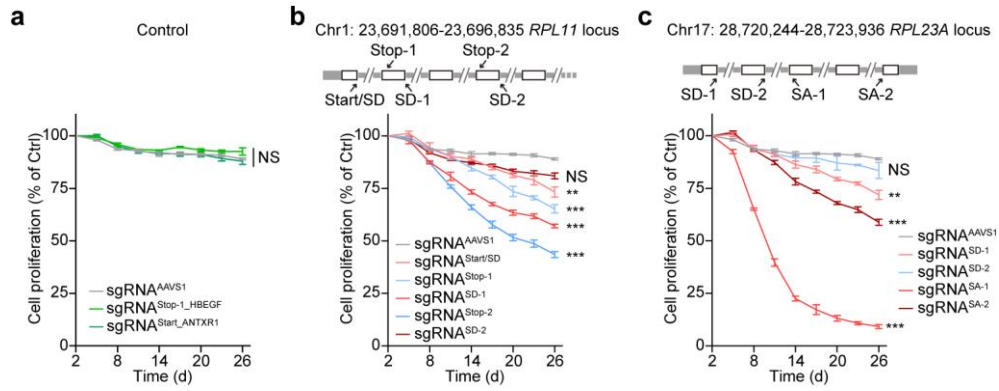 a
Control
Cell proliferation (% of Ctrl)
100
75
50
25
0
NS
sgRNA^AAVS1
sgRNA^Stop-1_HBEGF
sgRNA^Start_ANTXR1
2 8 14 20 26
Time (d)
b
Chr1: 23,691,806-23,696,835 RPL11 locus
Stop-1 Stop-2
Start/SD SD-1 SD-2
Cell proliferation (% of Ctrl)
100
75
50
25
0
NS
**
***
***
***
sgRNA^AAVS1
sgRNA^Start/SD
sgRNA^Stop-1
sgRNA^SD-1
sgRNA^Stop-2
sgRNA^SD-2
2 8 14 20 26
Time (d)
c
Chr17: 28,720,244-28,723,936 RPL23A locus
SD-1 SD-2 SA-1 SA-2
Cell proliferation (% of Ctrl)
100
75
50
25
0
NS
**
***
***
sgRNA^AAVS1
sgRNA^SD-1
sgRNA^SD-2
sgRNA^SA-1
sgRNA^SA-2
2 8 14 20 26
Time (d)